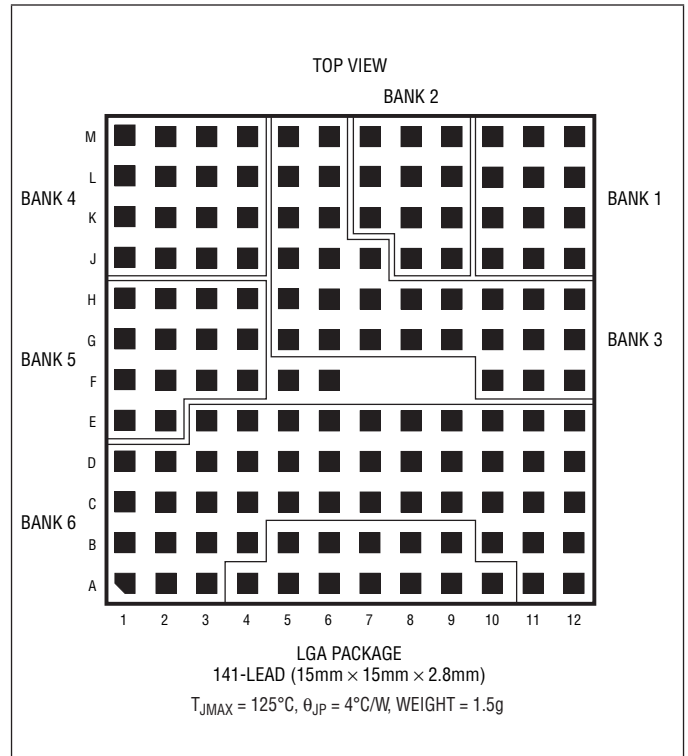 TOP VIEW
BANK 2
M
L
BANK 4
BANK 1
K
J
H
G
BANK 3
BANK 5
F
E
D
C
BANK 6
B
A
1 2 3 4 5 6 7 8 9 10 11 12
LGA PACKAGE
141-LEAD (15mm × 15mm × 2.8mm)
TJMAX = 125°C, θJP = 4°C/W, WEIGHT = 1.5g